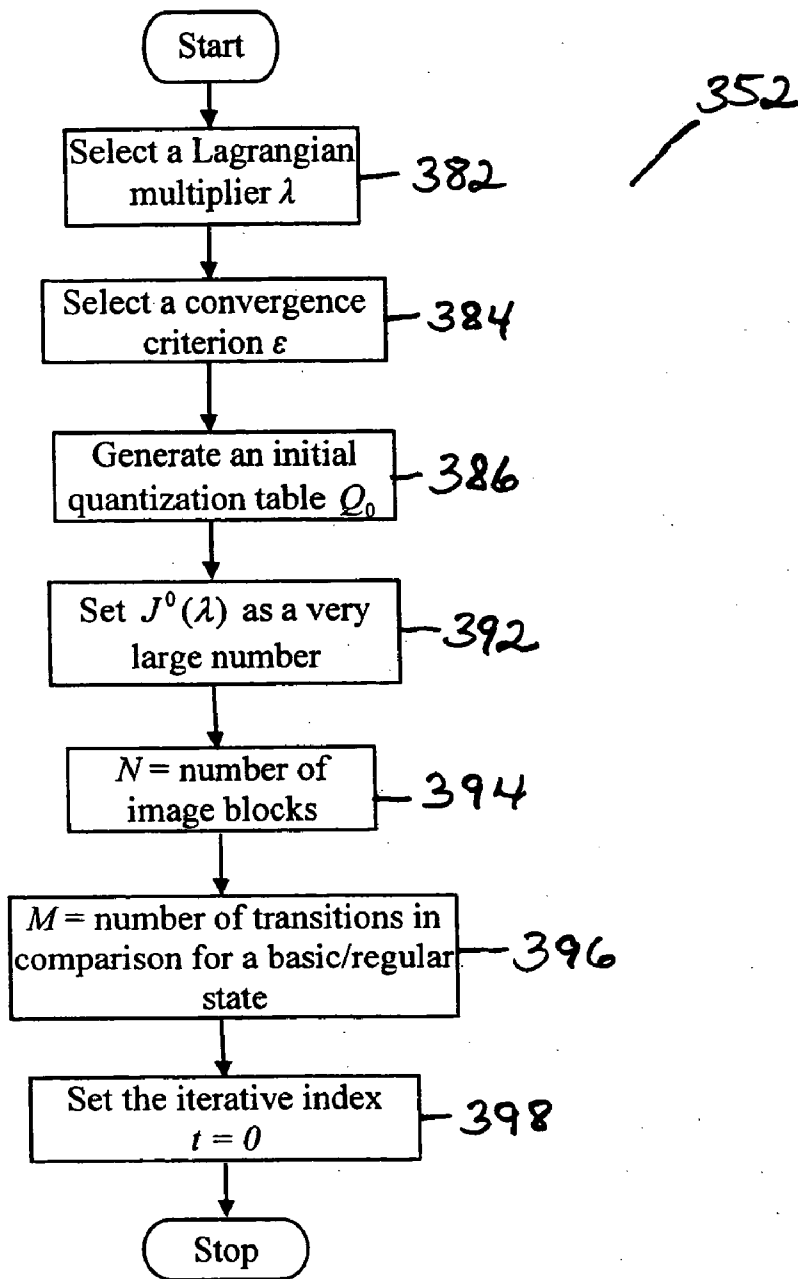 Start
352
Select a Lagrangian
multiplier λ
382
Select a convergence
criterion ε
384
Generate an initial
quantization table Q₀
386
Set J⁰(λ) as a very
large number
392
N = number of
image blocks
394
M = number of transitions in
comparison for a basic/regular
state
396
Set the iterative index
t = 0
398
Stop